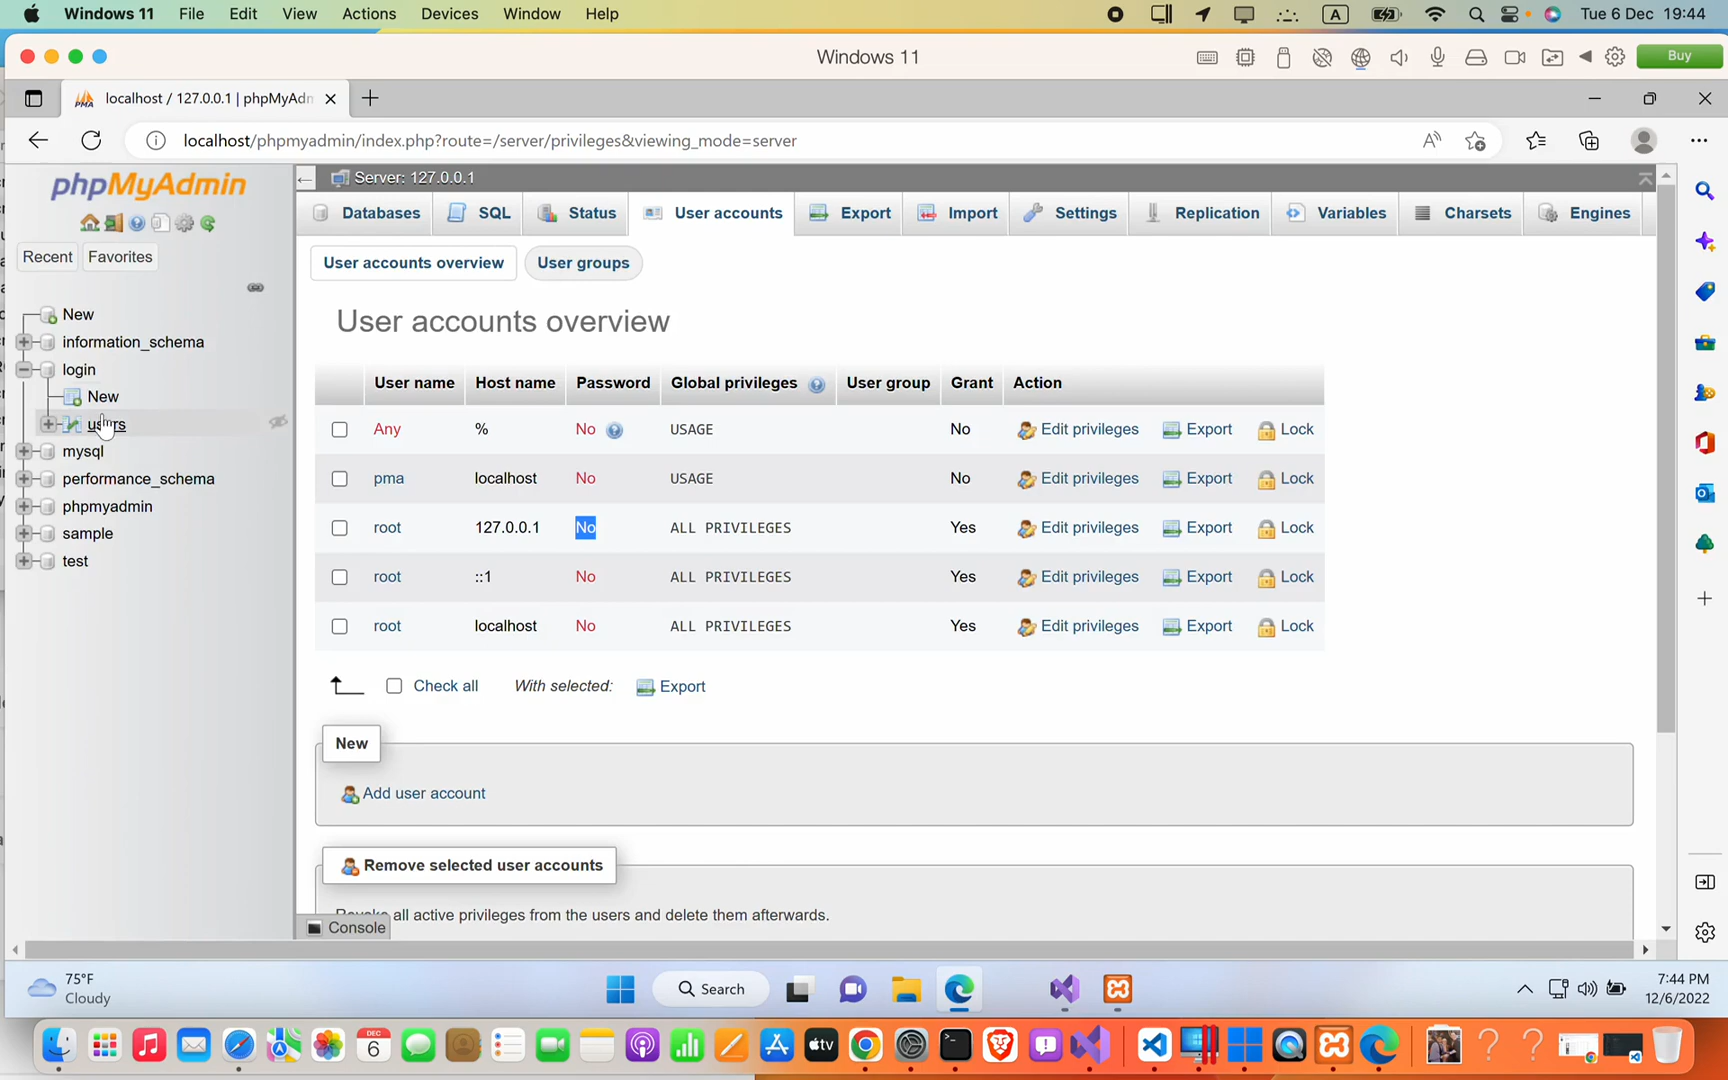 Windows 11 File Edit View Actions Devices Window Help A Tue 6 Dec 19:44
Windows 11 Buy
PMA localhost / 127.0.0.1 | phpMyAdm
localhost/phpmyadmin/index.php?route=/server/privileges&viewing_mode=server
phpMyAdmin
Recent Favorites
New
information_schema
login
New
users
mysql
performance_schema
phpmyadmin
sample
test
Server: 127.0.0.1
Databases SQL Status User accounts Export Import Settings Replication Variables Charsets Engines
User accounts overview User groups
User accounts overview
User name Host name Password Global privileges User group Grant Action
Any % No USAGE No Edit privileges Export Lock
pma localhost No USAGE No Edit privileges Export Lock
root 127.0.0.1 No ALL PRIVILEGES Yes Edit privileges Export Lock
root ::1 No ALL PRIVILEGES Yes Edit privileges Export Lock
root localhost No ALL PRIVILEGES Yes Edit privileges Export Lock
Check all With selected: Export
New
Add user account
Remove selected user accounts
Revoke all active privileges from the users and delete them afterwards.
Console
75°F
Cloudy
Search
7:44 PM
12/6/2022
DEC
6
tv